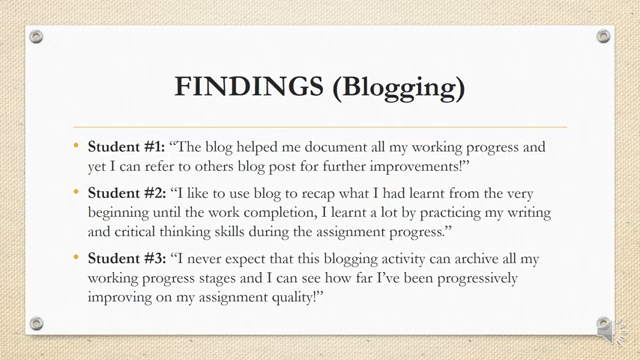 FINDINGS (Blogging)
• Student #1: “The blog helped me document all my working progress and
yet I can refer to others blog post for further improvements!”
• Student #2: “I like to use blog to recap what I had learnt from the very
beginning until the work completion, I learnt a lot by practicing my writing
and critical thinking skills during the assignment progress.”
• Student #3: “I never expect that this blogging activity can archive all my
working progress stages and I can see how far I’ve been progressively
improving on my assignment quality!”